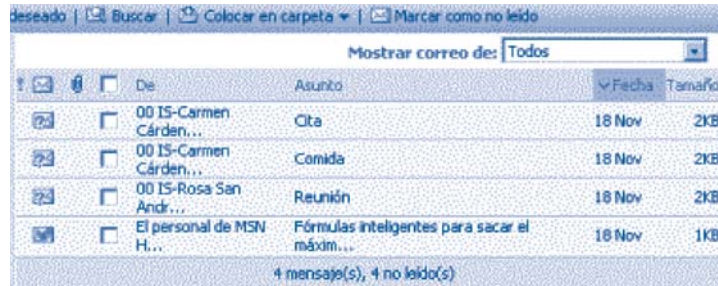 deseado | Buscar | Colocar en carpeta | Marcar como no leído
Mostrar correo de: Todos
! De Asunto Fecha Tamaño
00 IS-Carmen Cárden... Cita 18 Nov 2KB
00 IS-Carmen Cárden... Comida 18 Nov 2KB
00 IS-Rosa San Andr... Reunión 18 Nov 2KB
El personal de MSN H... Fórmulas inteligentes para sacar el máxim... 18 Nov 1KB
4 mensaje(s), 4 no leído(s)